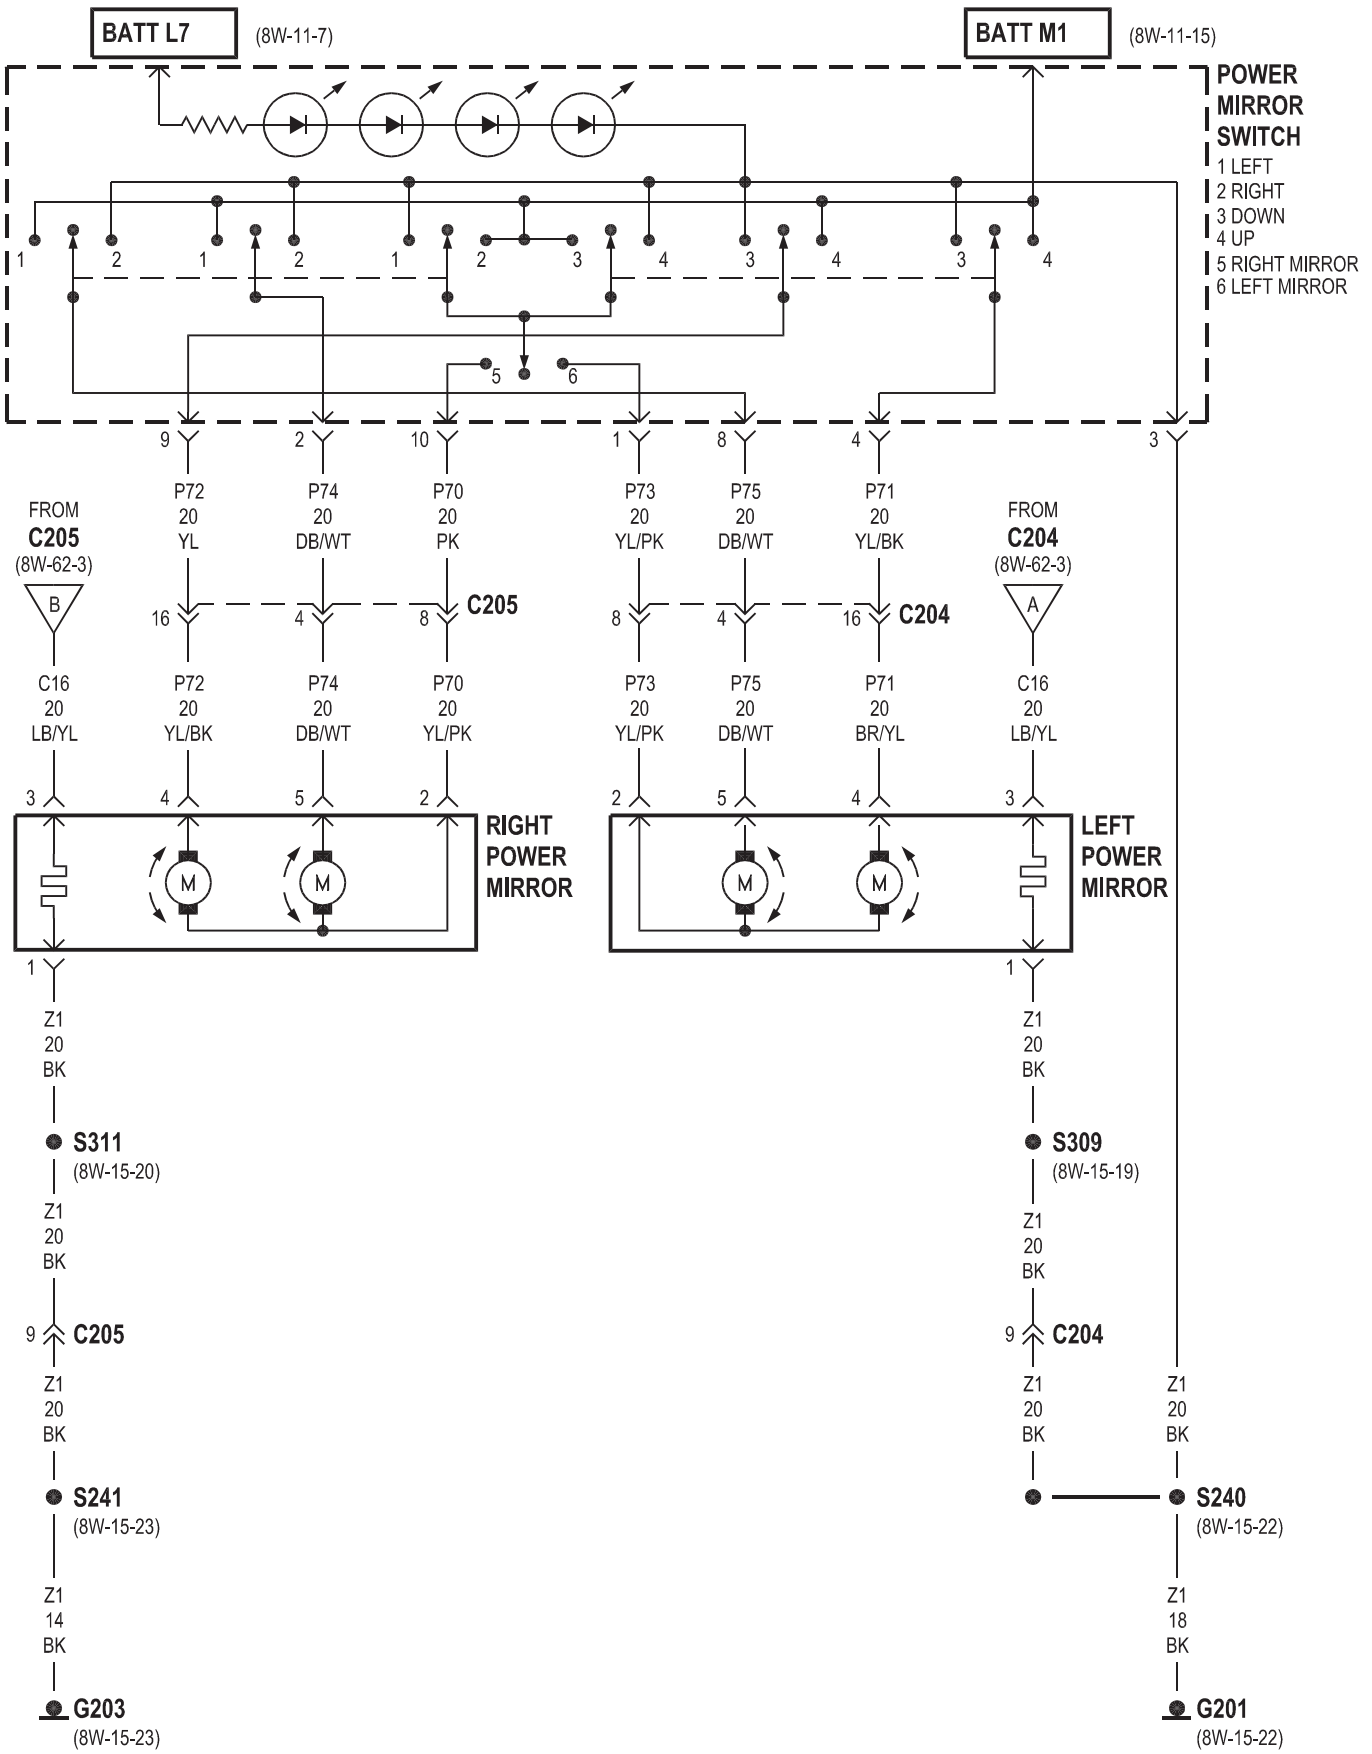 BATT L7 (8W-11-7) BATT M1 (8W-11-15)
POWER
MIRROR
SWITCH
1 LEFT
2 RIGHT
3 DOWN
4 UP
5 RIGHT MIRROR
6 LEFT MIRROR
1 2 1 2 1 2 3 4 3 4 3 4
5 6
9 2 10 1 8 4 3
FROM
C205
(8W-62-3)
B
P72
20
YL
P74
20
DB/WT
P70
20
PK
P73
20
YL/PK
P75
20
DB/WT
P71
20
YL/BK
FROM
C204
(8W-62-3)
A
16 4 8 C205
8 4 16 C204
C16
20
LB/YL
P72
20
YL/BK
P74
20
DB/WT
P70
20
YL/PK
P73
20
YL/PK
P75
20
DB/WT
P71
20
BR/YL
C16
20
LB/YL
3 4 5 2
2 5 4 3
M M
RIGHT
POWER
MIRROR
M M
LEFT
POWER
MIRROR
1 1
Z1
20
BK
S311
(8W-15-20)
Z1
20
BK
9 C205
Z1
20
BK
S241
(8W-15-23)
Z1
14
BK
G203
(8W-15-23)
Z1
20
BK
S309
(8W-15-19)
Z1
20
BK
9 C204
Z1
20
BK
Z1
20
BK
S240
(8W-15-22)
Z1
18
BK
G201
(8W-15-22)